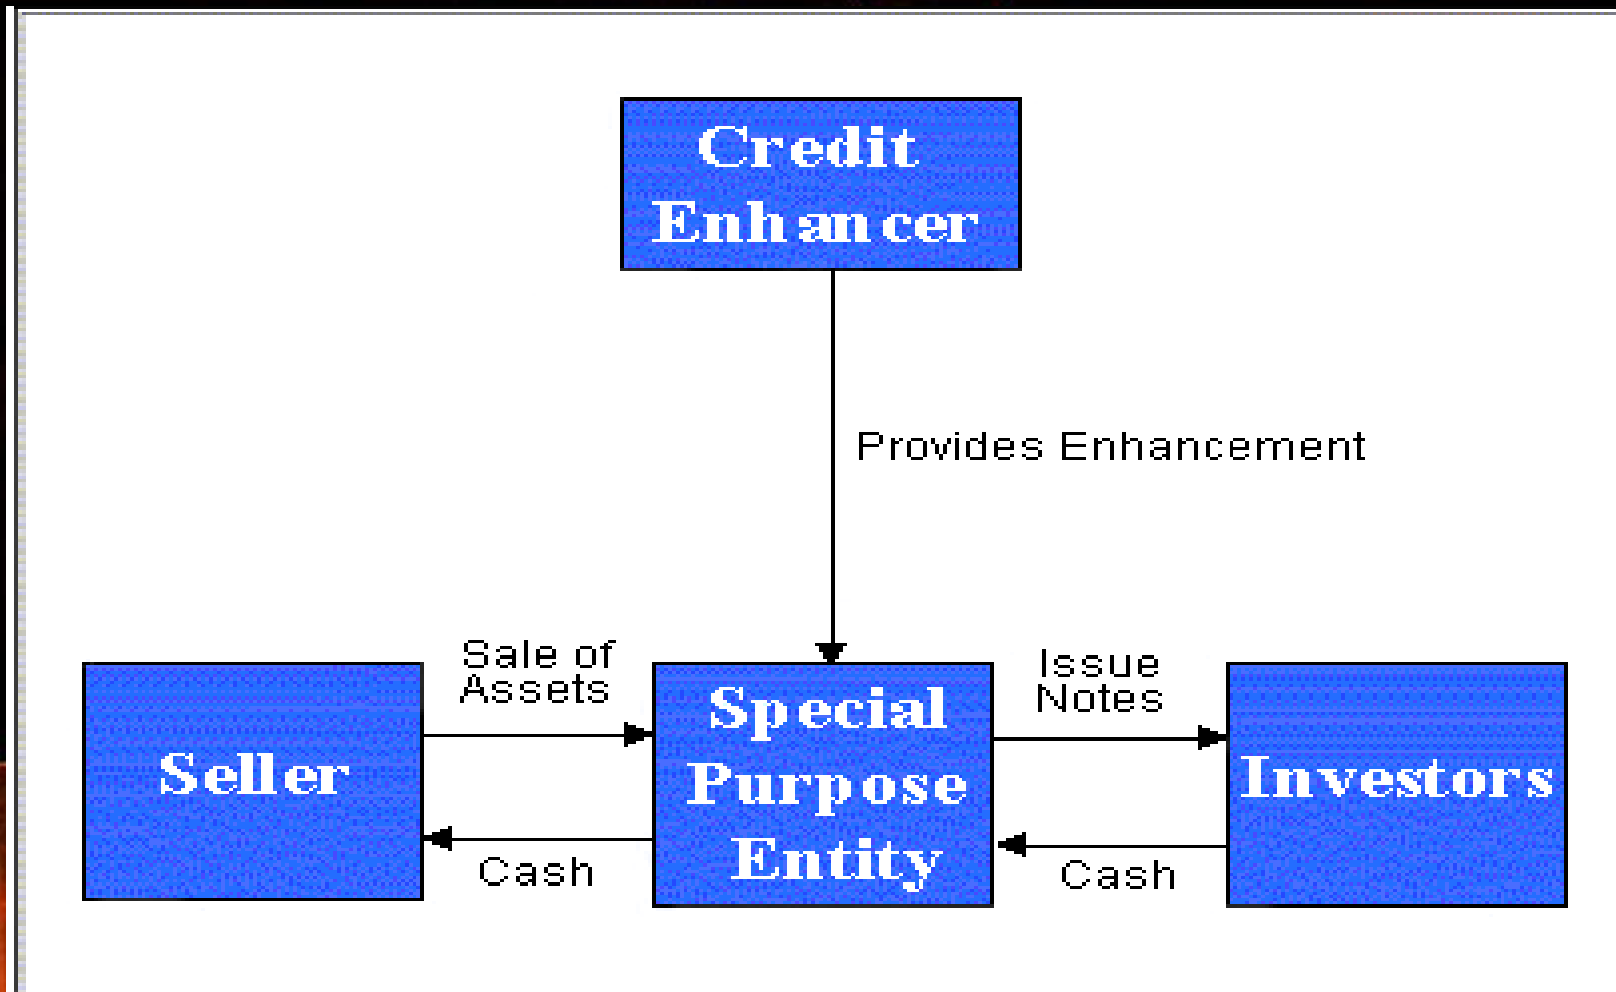 Credit
Enhancer
Provides Enhancement
Sale of
Assets
Issue
Notes
Seller
Special
Purpose
Entity
Investors
Cash
Cash